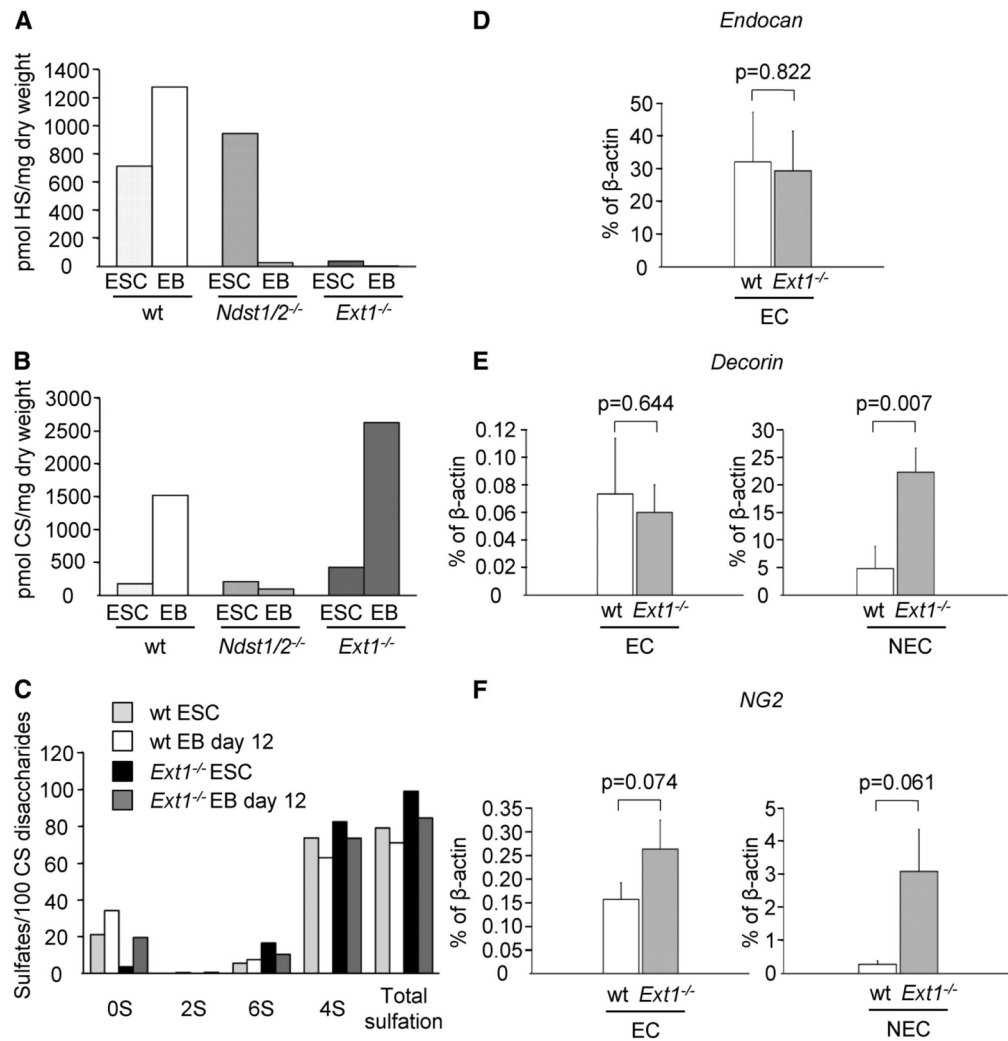 A
pmol HS/mg dry weight
1400
1200
1000
800
600
400
200
0
ESC EB ESC EB ESC EB
wt Ndst1/2-/- Ext1-/-
B
pmol CS/mg dry weight
3000
2500
2000
1500
1000
500
0
ESC EB ESC EB ESC EB
wt Ndst1/2-/- Ext1-/-
C
wt ESC
wt EB day 12
Ext1-/- ESC
Ext1-/- EB day 12
Sulfates/100 CS disaccharides
120
100
80
60
40
20
0
0S 2S 6S 4S Total
sulfation
D
Endocan
p=0.822
% of β-actin
50
40
30
20
10
0
wt Ext1-/-
EC
E
Decorin
p=0.644
% of β-actin
0.12
0.10
0.08
0.06
0.04
0.02
0
wt Ext1-/-
EC
p=0.007
% of β-actin
30
25
20
15
10
5
0
wt Ext1-/-
NEC
F
NG2
p=0.074
% of β-actin
0.35
0.30
0.25
0.20
0.15
0.10
0.05
0
wt Ext1-/-
EC
p=0.061
% of β-actin
5
4
3
2
1
0
wt Ext1-/-
NEC